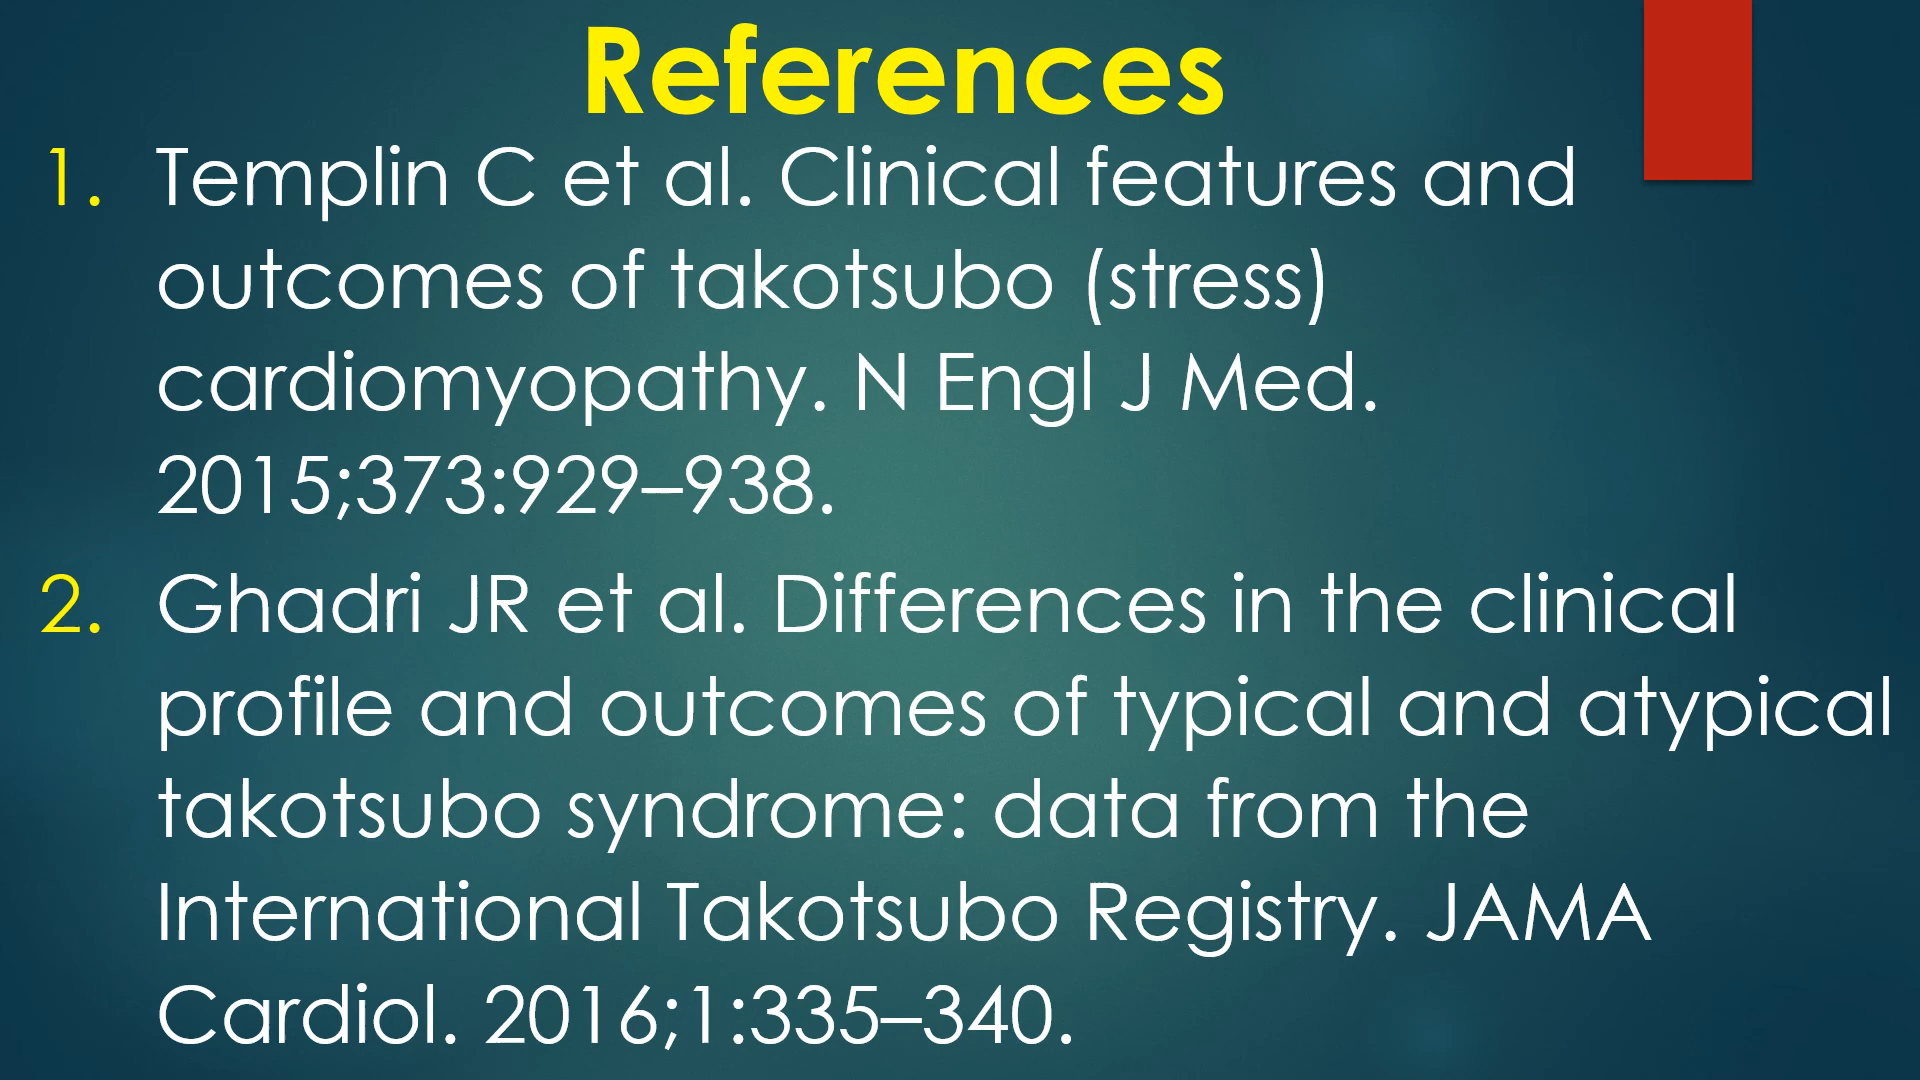 References
1. Templin C et al. Clinical features and
outcomes of takotsubo (stress)
cardiomyopathy. N Engl J Med.
2015;373:929–938.
2. Ghadri JR et al. Differences in the clinical
profile and outcomes of typical and atypical
takotsubo syndrome: data from the
International Takotsubo Registry. JAMA
Cardiol. 2016;1:335–340.